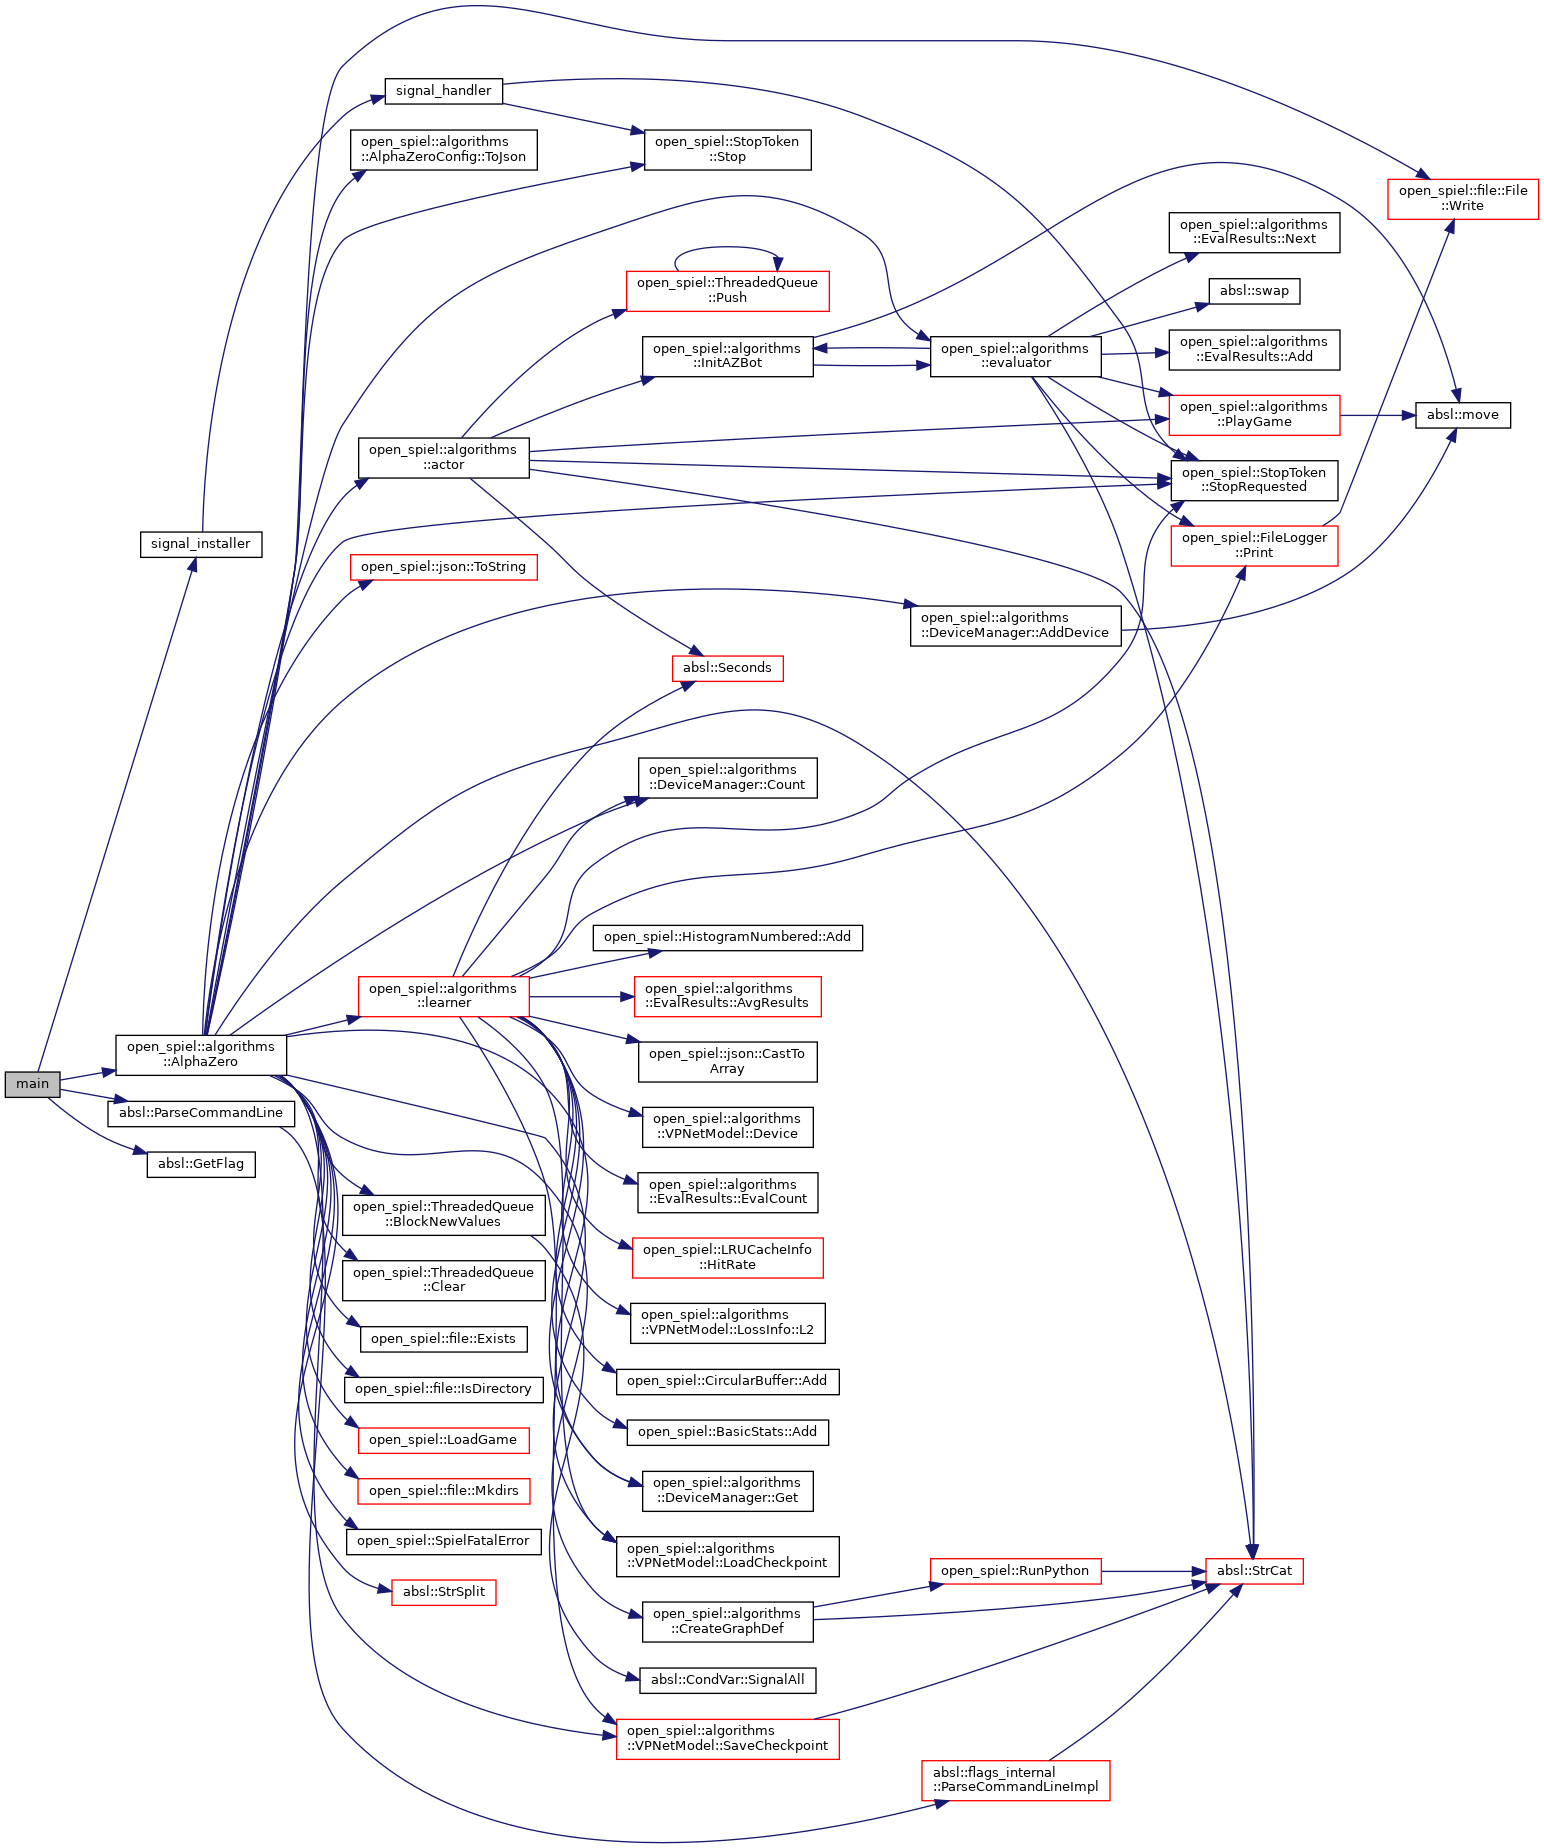 signal_handler
open_spiel::algorithms
::AlphaZeroConfig::ToJson
open_spiel::StopToken
::Stop
open_spiel::file::File
::Write
open_spiel::algorithms
::EvalResults::Next
open_spiel::ThreadedQueue
::Push
absl::swap
open_spiel::algorithms
::InitAZBot
open_spiel::algorithms
::evaluator
open_spiel::algorithms
::EvalResults::Add
open_spiel::algorithms
::PlayGame
absl::move
open_spiel::algorithms
::actor
open_spiel::StopToken
::StopRequested
signal_installer
open_spiel::FileLogger
::Print
open_spiel::json::ToString
open_spiel::algorithms
::DeviceManager::AddDevice
absl::Seconds
open_spiel::algorithms
::DeviceManager::Count
open_spiel::HistogramNumbered::Add
open_spiel::algorithms
::learner
open_spiel::algorithms
::EvalResults::AvgResults
open_spiel::algorithms
::AlphaZero
open_spiel::json::CastTo
Array
main
absl::ParseCommandLine
open_spiel::algorithms
::VPNetModel::Device
absl::GetFlag
open_spiel::algorithms
::EvalResults::EvalCount
open_spiel::ThreadedQueue
::BlockNewValues
open_spiel::LRUCacheInfo
::HitRate
open_spiel::ThreadedQueue
::Clear
open_spiel::algorithms
::VPNetModel::LossInfo::L2
open_spiel::file::Exists
open_spiel::CircularBuffer::Add
open_spiel::file::IsDirectory
open_spiel::BasicStats::Add
open_spiel::LoadGame
open_spiel::algorithms
::DeviceManager::Get
open_spiel::file::Mkdirs
open_spiel::SpielFatalError
open_spiel::algorithms
::VPNetModel::LoadCheckpoint
open_spiel::RunPython
absl::StrCat
absl::StrSplit
open_spiel::algorithms
::CreateGraphDef
absl::CondVar::SignalAll
open_spiel::algorithms
::VPNetModel::SaveCheckpoint
absl::flags_internal
::ParseCommandLineImpl